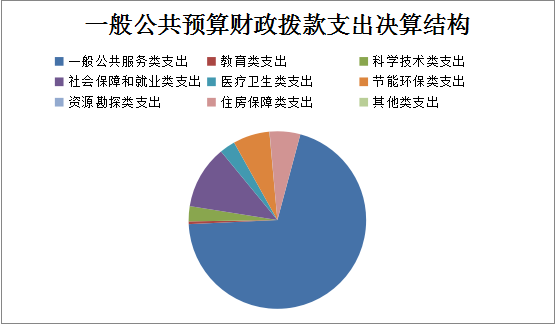 一般公共预算财政拨款支出决算结构
一般公共服务类支出 教育类支出 科学技术类支出
社会保障和就业类支出 医疗卫生类支出 节能环保类支出
资源勘探类支出 住房保障类支出 其他类支出